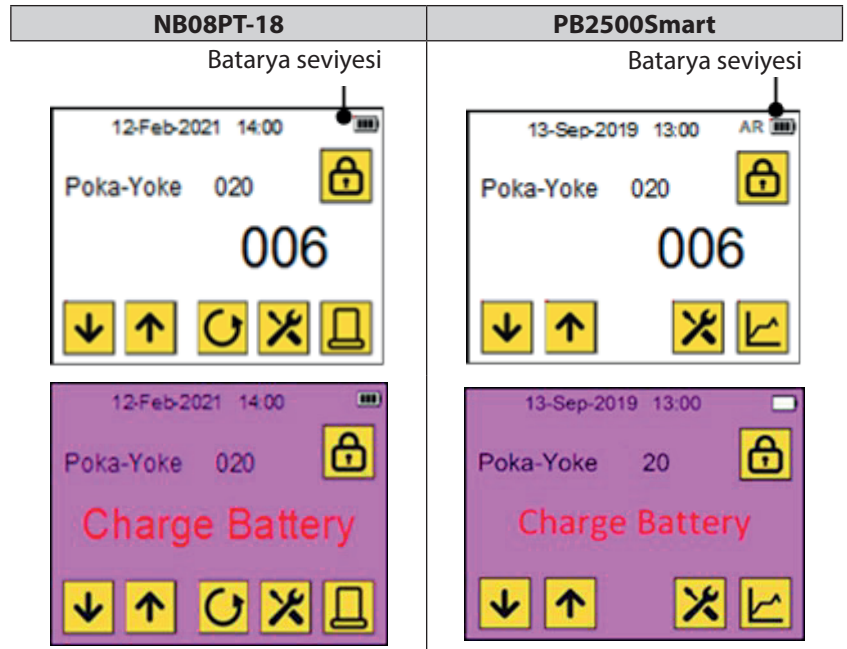 NB08PT-18 PB2500Smart
Batarya seviyesi Batarya seviyesi
12-Feb-2021 14:00
Poka-Yoke 020
006
13-Sep-2019 13:00 AR
Poka-Yoke 020
006
12-Feb-2021 14:00
Poka-Yoke 020
Charge Battery
13-Sep-2019 13:00
Poka-Yoke 20
Charge Battery